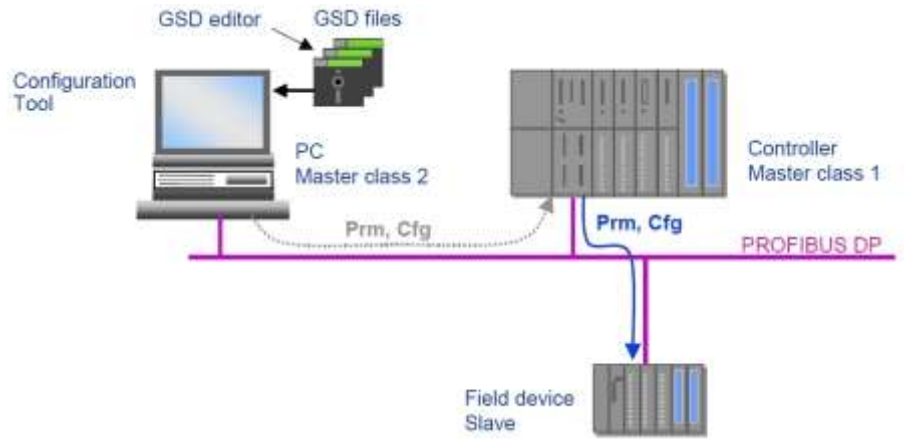 GSD editor
GSD files
Configuration
Tool
PC
Master class 2
Controller
Master class 1
Prm, Cfg
Prm, Cfg
PROFIBUS DP
Field device
Slave